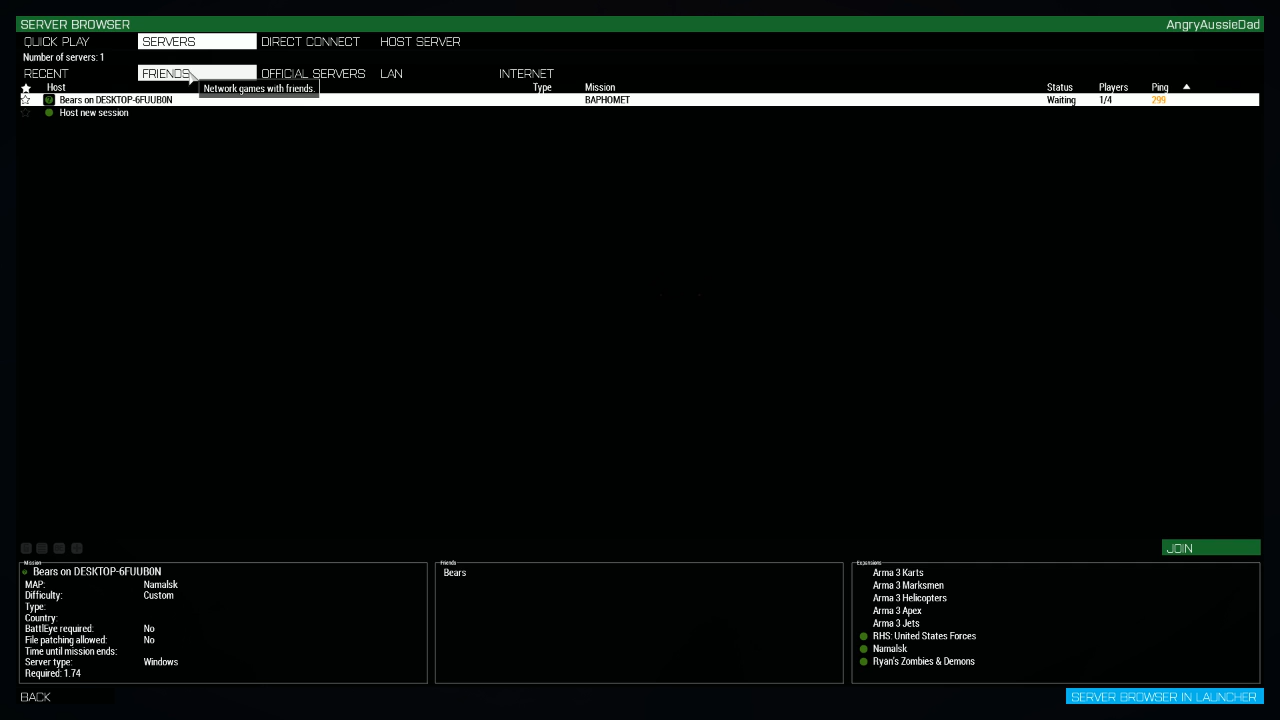 SERVER BROWSER AngryAussieDad
QUICK PLAY SERVERS DIRECT CONNECT HOST SERVER
Number of servers: 1
RECENT FRIENDS OFFICIAL SERVERS LAN INTERNET
Network games with friends.
Host Type Mission Status Players Ping
Bears on DESKTOP-6FUUB0N BAPHOMET Waiting 1/4 299
Host new session
JOIN
Mission
Bears on DESKTOP-6FUUB0N
MAP: Namalsk
Difficulty: Custom
Type:
Country:
BattlEye required: No
File patching allowed: No
Time until mission ends:
Server type: Windows
Required: 1.74
Friends
Bears
Expansions
Arma 3 Karts
Arma 3 Marksmen
Arma 3 Helicopters
Arma 3 Apex
Arma 3 Jets
RHS: United States Forces
Namalsk
Ryan's Zombies & Demons
BACK SERVER BROWSER IN LAUNCHER